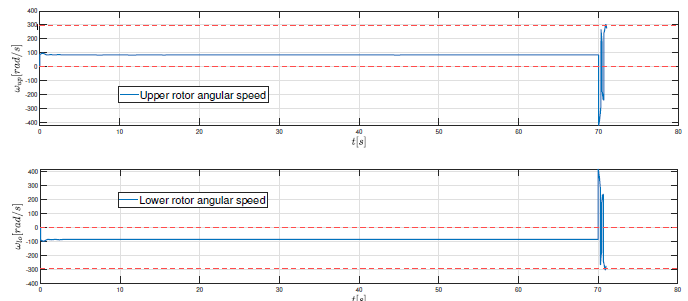 400
300
200
100
0
-100
-200
-300
-400
ω_up [rad/s]
Upper rotor angular speed
0 10 20 30 40 50 60 70 80
t[s]
400
300
200
100
0
-100
-200
-300
-400
ω_lo [rad/s]
Lower rotor angular speed
0 10 20 30 40 50 60 70 80
t[s]